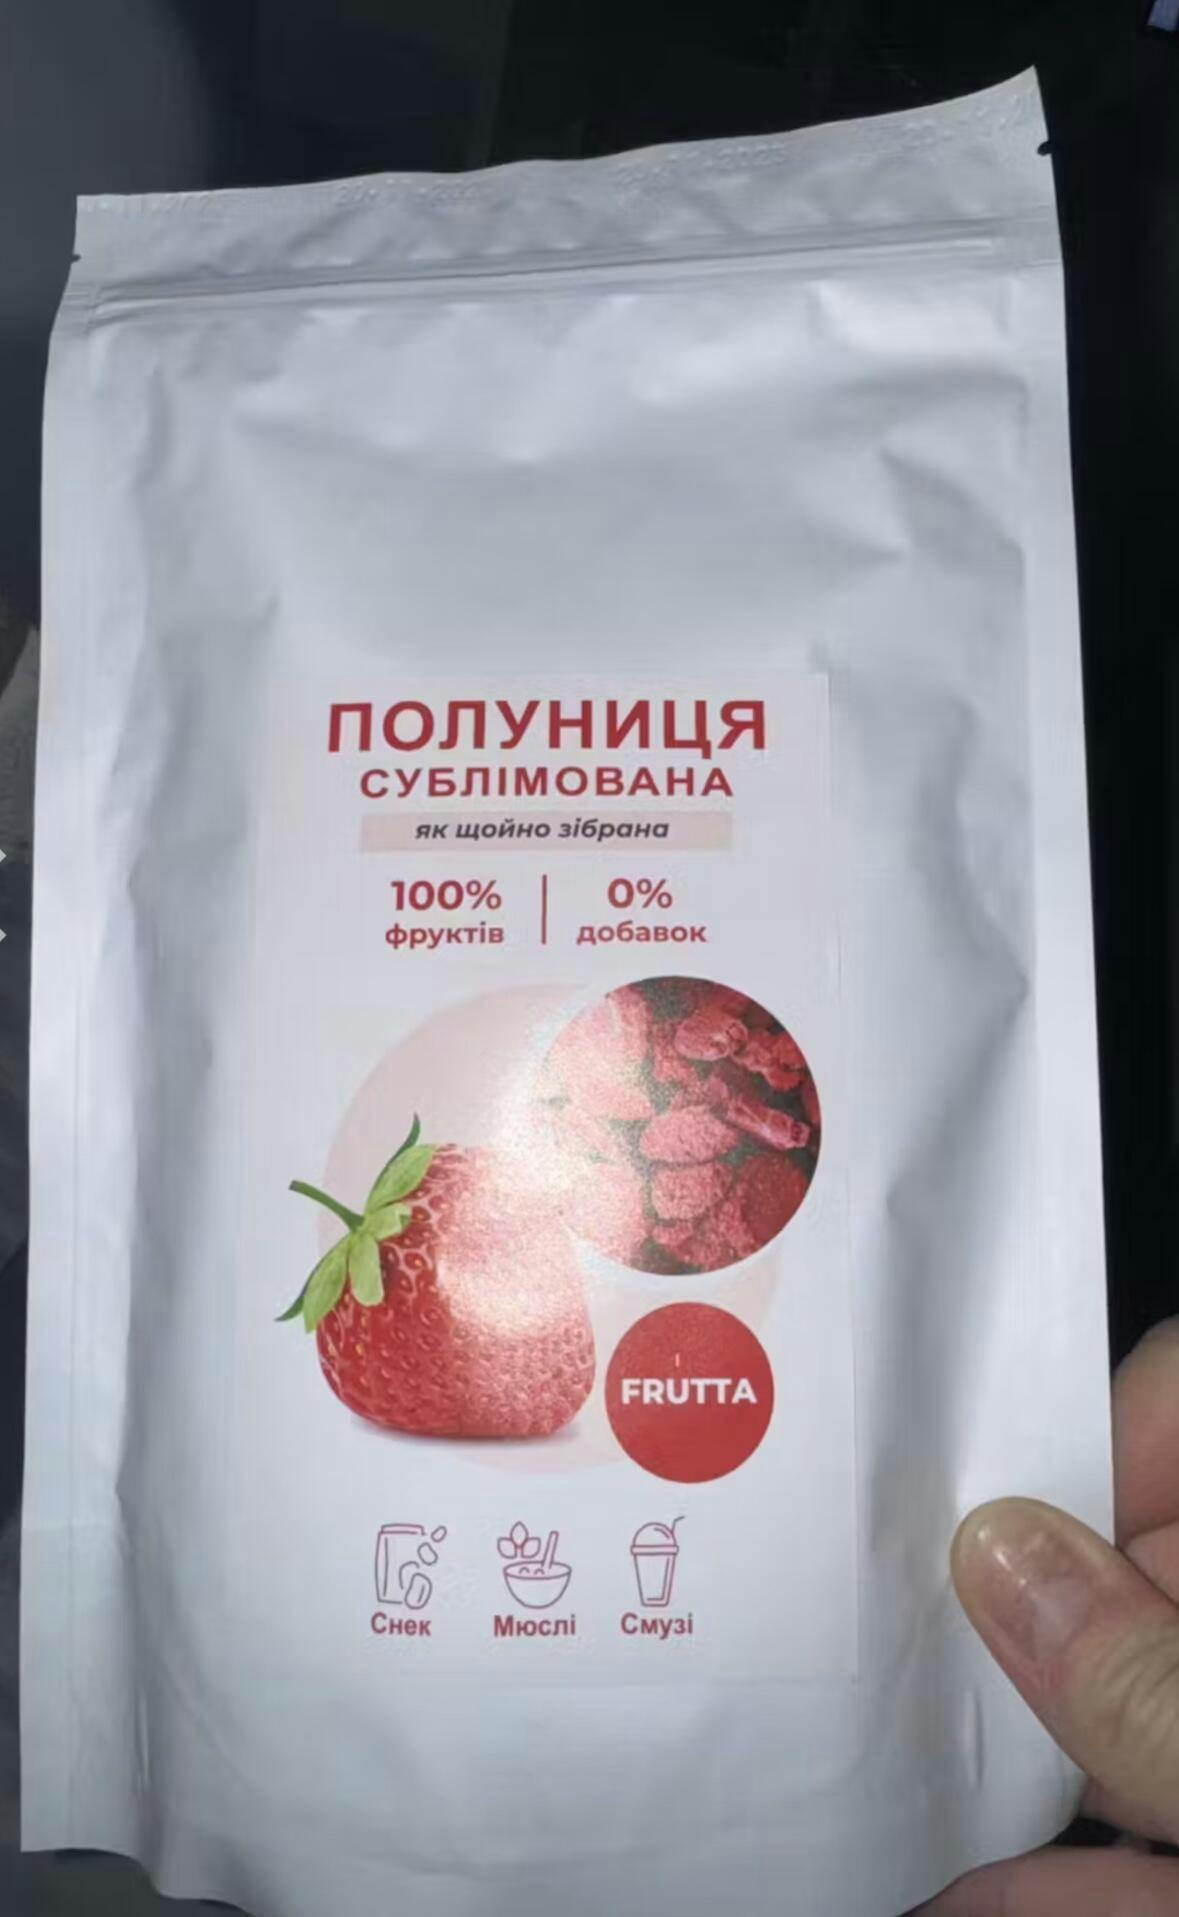 ПОЛУНИЦЯ
СУБЛІМОВАНА
як щойно зібрана
100% фруктів
0% добавок
FRUTTA
Снек
Мюслі
Смузі